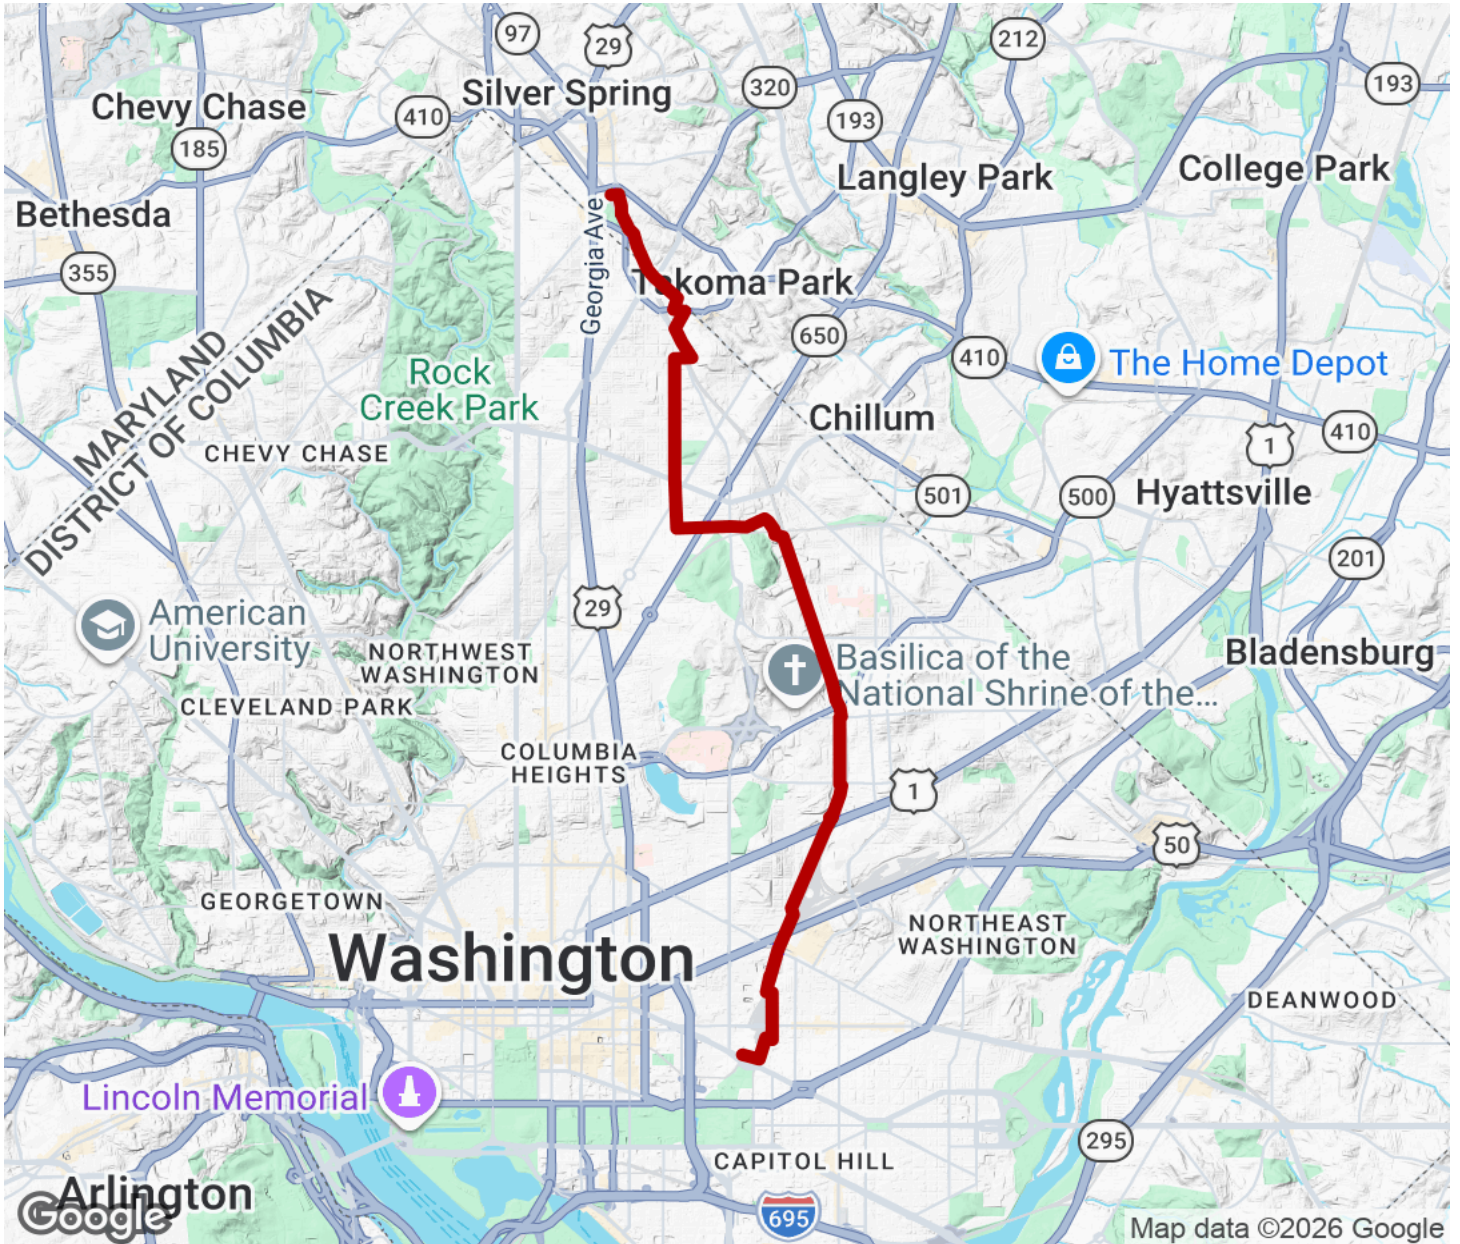 97
29
212
Silver Spring
320
193
Chevy Chase
410
193
185
Langley Park
College Park
Bethesda
Georgia Ave
355
Takoma Park
MARYLAND
DISTRICT OF COLUMBIA
650
410
The Home Depot
Rock
Creek Park
Chillum
410
1
CHEVY CHASE
501
500
Hyattsville
201
American
University
29
NORTHWEST
WASHINGTON
Basilica of the
National Shrine of the...
Bladensburg
CLEVELAND PARK
COLUMBIA
HEIGHTS
1
50
GEORGETOWN
NORTHEAST
WASHINGTON
Washington
DEANWOOD
Lincoln Memorial
295
CAPITOL HILL
Arlington
Google
695
Map data ©2026 Google